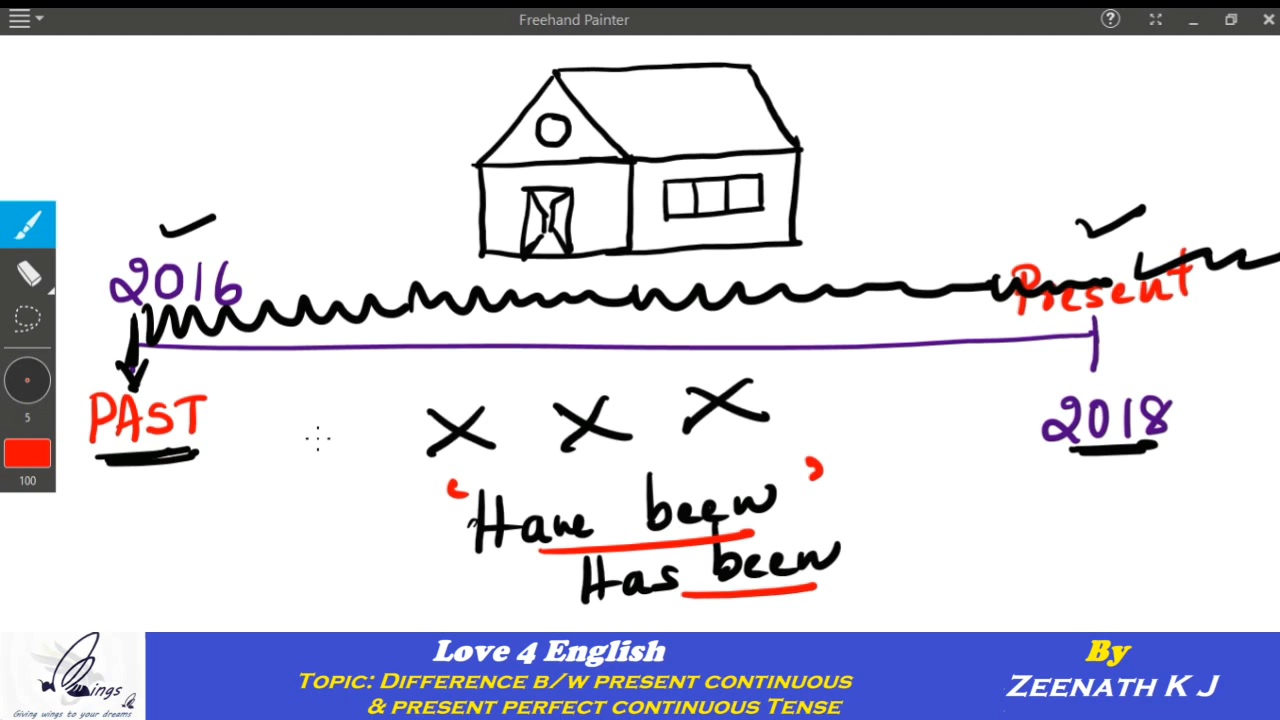 Freehand Painter
2016
Present
PAST
2018
5
100
‘Have been’
Has been
Wings
Giving wings to your dreams
Love 4 English
Topic: Difference b/w present continuous
& present perfect continuous Tense
By
Zeenath K J